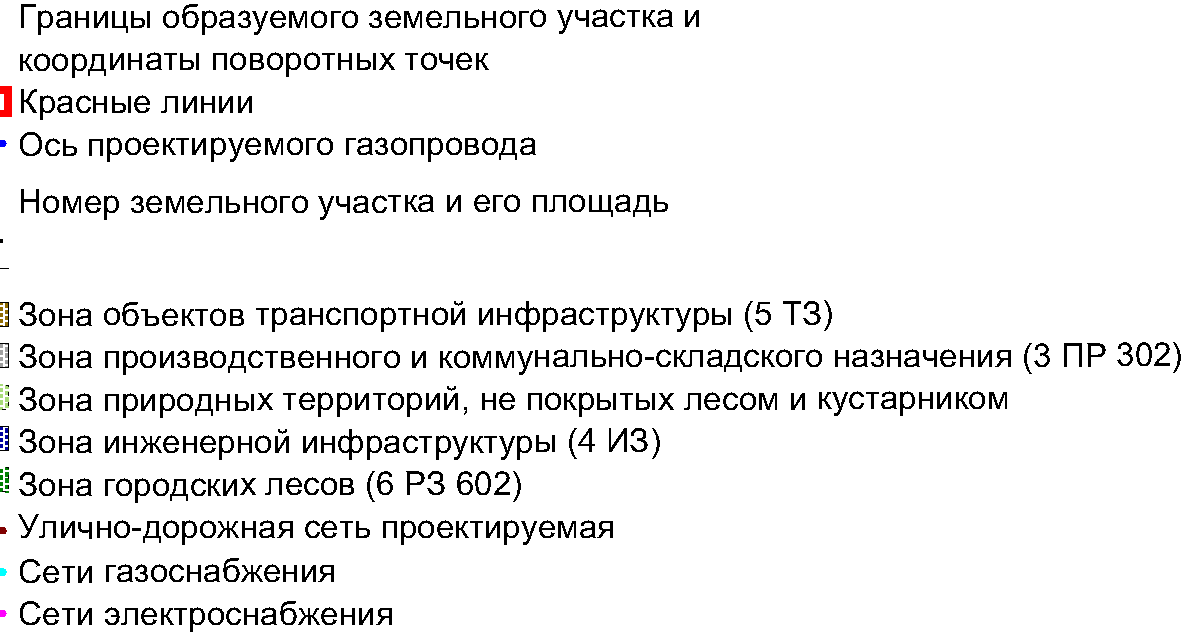 Границы образуемого земельного участка и
координаты поворотных точек
Красные линии
Ось проектируемого газопровода
Номер земельного участка и его площадь
Зона объектов транспортной инфраструктуры (5 ТЗ)
Зона производственного и коммунально-складского назначения (3 ПР 302)
Зона природных территорий, не покрытых лесом и кустарником
Зона инженерной инфраструктуры (4 ИЗ)
Зона городских лесов (6 РЗ 602)
Улично-дорожная сеть проектируемая
Сети газоснабжения
Сети электроснабжения